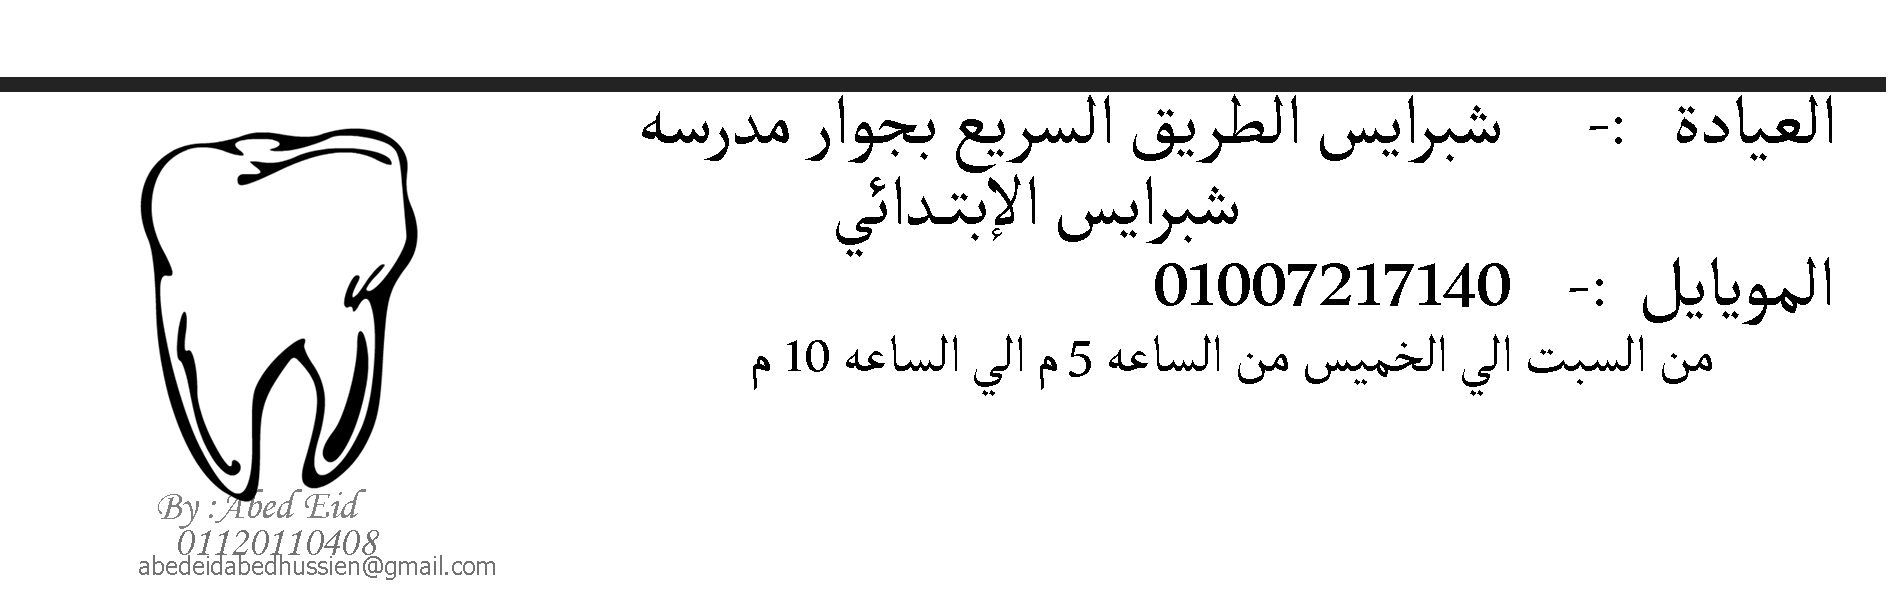 العيادة :- شبرايس الطريق السريع بجوار مدرسه
شبرايس الإبتدائي
الموبايل :- 01007217140
من السبت الي الخميس من الساعه 5 م الي الساعه 10 م
By :Abed Eid
01120110408
abedeidabedhussien@gmail.com